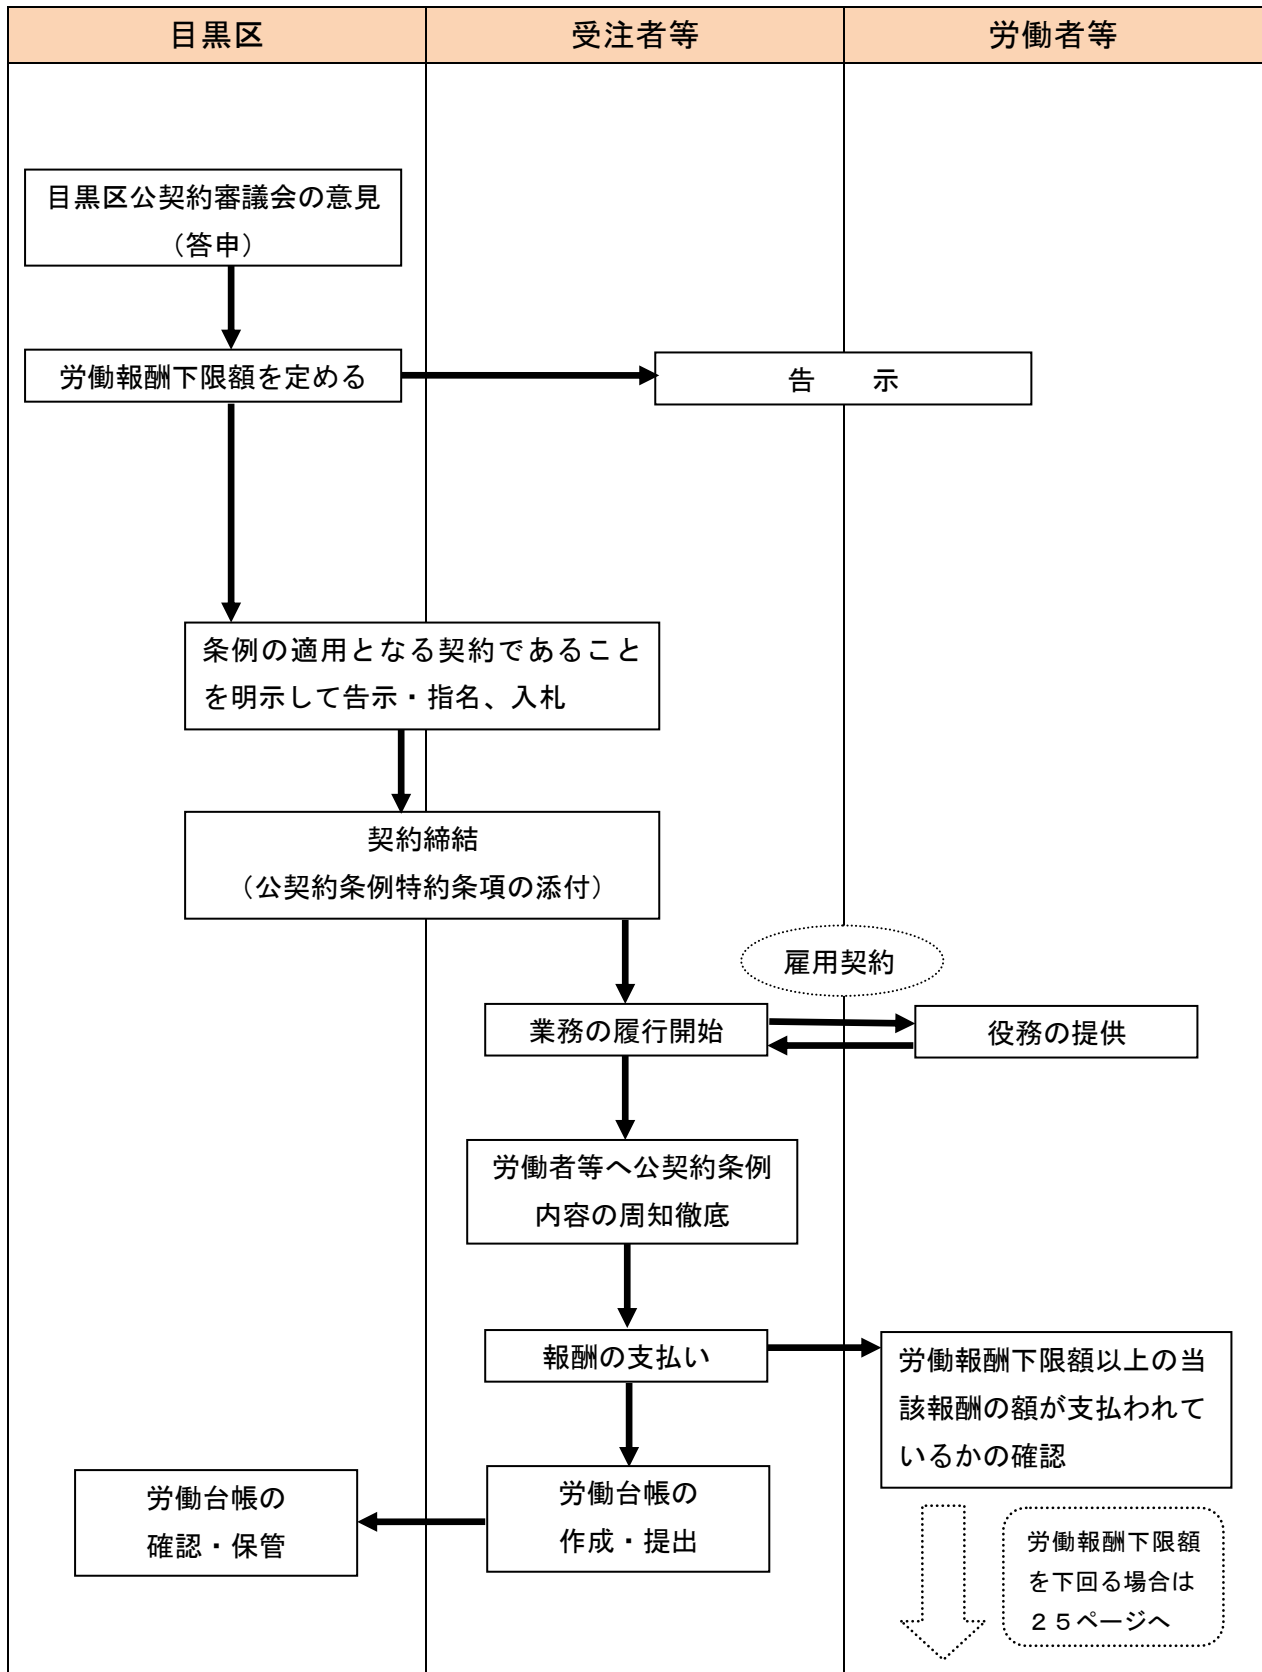 目黒区
受注者等
労働者等
目黒区公契約審議会の意見
（答申）
労働報酬下限額を定める
告　　示
条例の適用となる契約であること
を明示して告示・指名、入札
契約締結
（公契約条例特約条項の添付）
雇用契約
業務の履行開始
役務の提供
労働者等へ公契約条例
内容の周知徹底
報酬の支払い
労働報酬下限額以上の当
該報酬の額が支払われて
いるかの確認
労働台帳の
確認・保管
労働台帳の
作成・提出
労働報酬下限額
を下回る場合は
２５ページへ